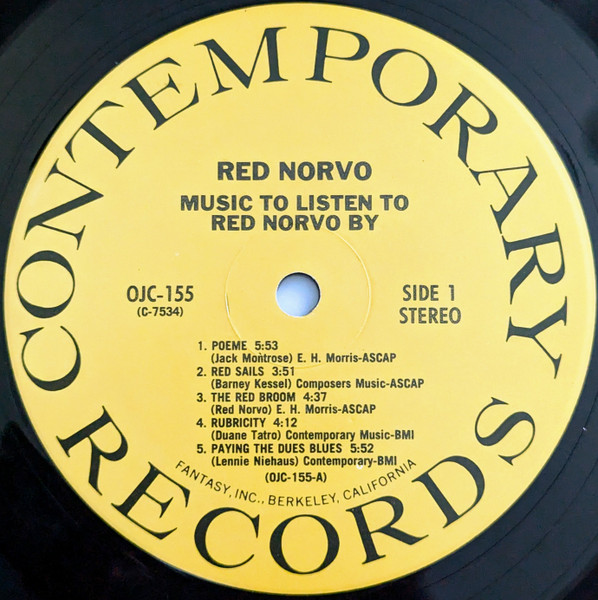 CONTEMPORARY RECORDS
RED NORVO
MUSIC TO LISTEN TO
RED NORVO BY
OJC-155
(C-7534)
SIDE 1
STEREO
1. POEME 5:53
(Jack Montrose) E. H. Morris-ASCAP
2. RED SAILS 3:51
(Barney Kessel) Composers Music-ASCAP
3. THE RED BROOM 4:37
(Red Norvo) E. H. Morris-ASCAP
4. RUBRICITY 4:12
(Duane Tatro) Contemporary Music-BMI
5. PAYING THE DUES BLUES 5:52
(Lennie Niehaus) Contemporary-BMI
(OJC-155-A)
FANTASY, INC., BERKELEY, CALIFORNIA